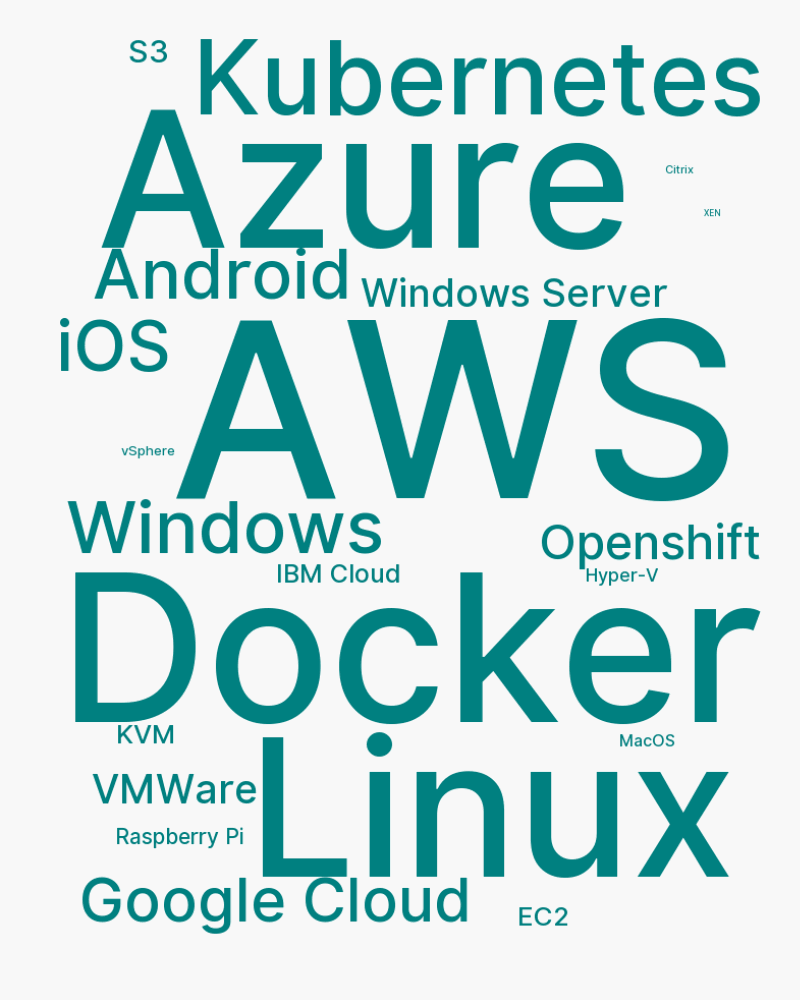 S3
Kubernetes
Azure
Citrix
XEN
Android
Windows Server
iOS
AWS
vSphere
Windows
Openshift
IBM Cloud
Hyper-V
Docker
KVM
MacOS
Linux
VMWare
Raspberry Pi
Google Cloud
EC2